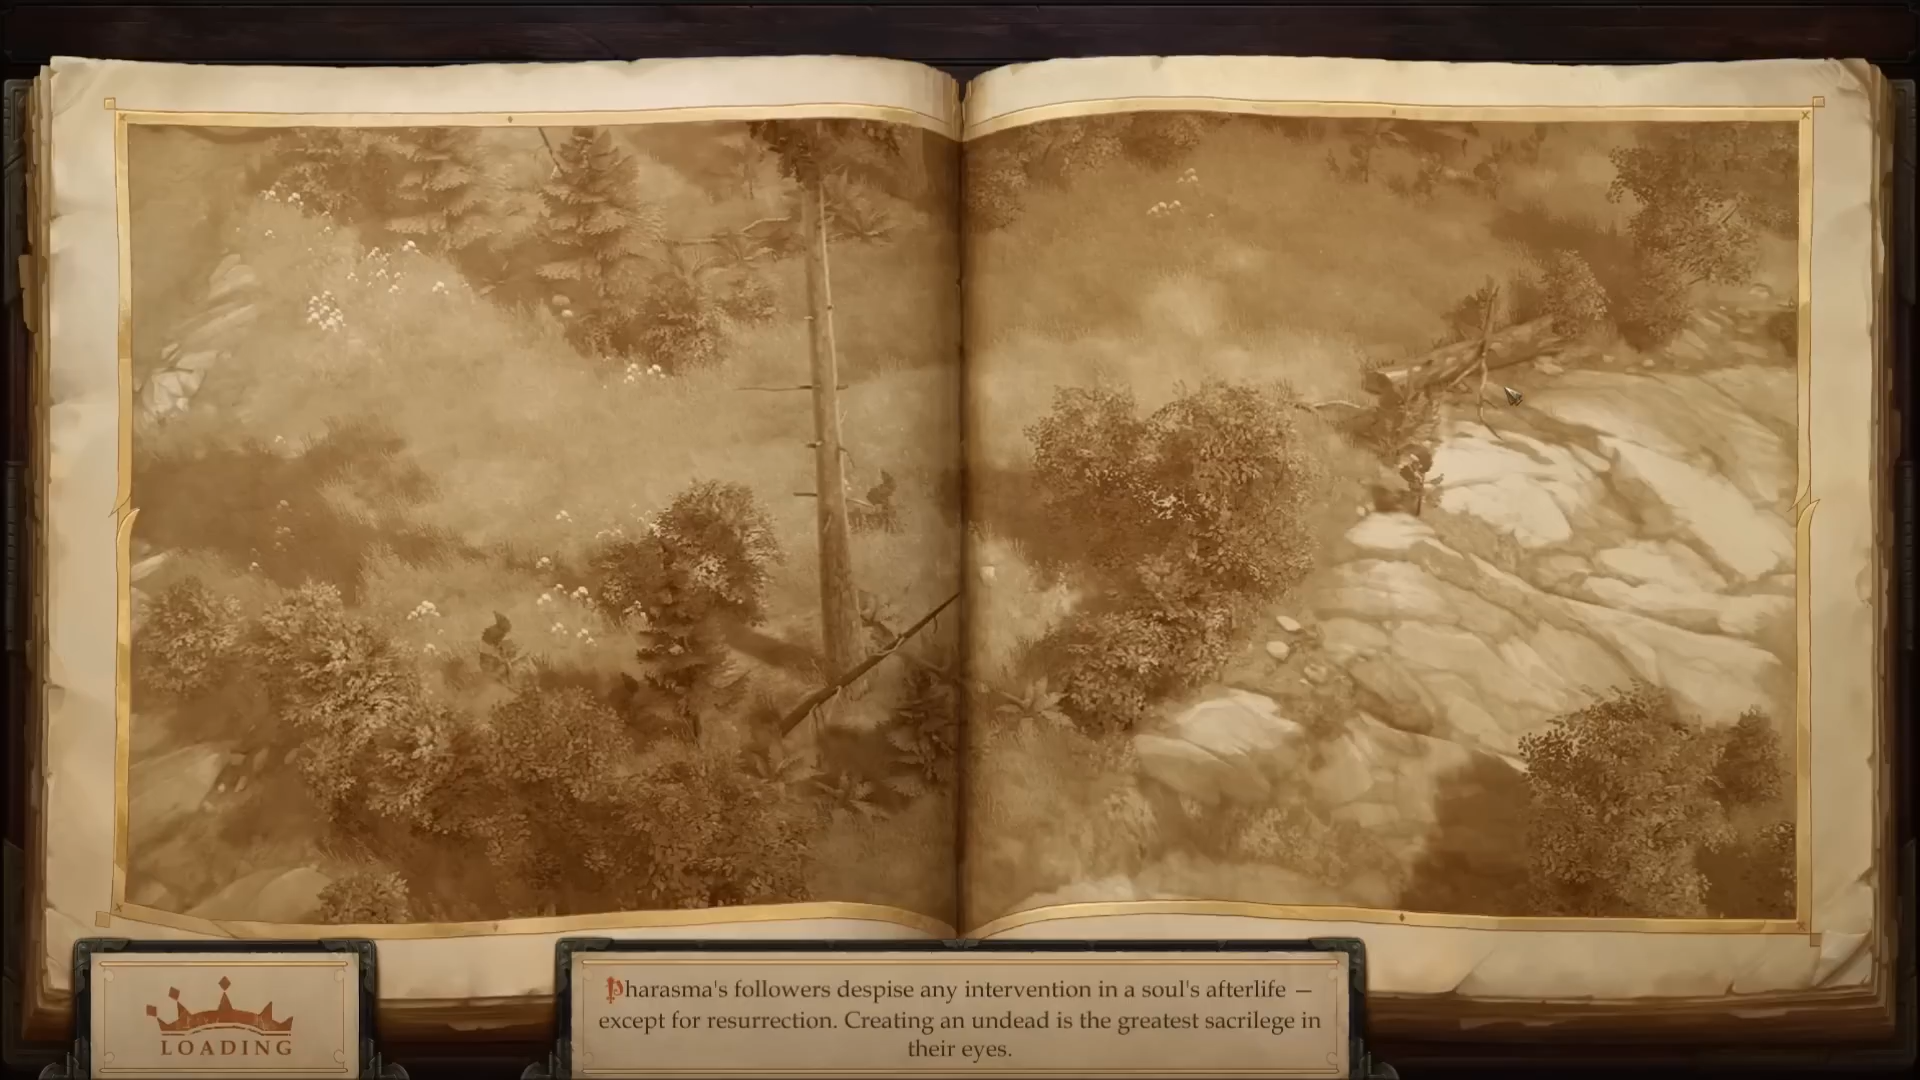 LOADING
Pharasma's followers despise any intervention in a soul's afterlife —
except for resurrection. Creating an undead is the greatest sacrilege in
their eyes.